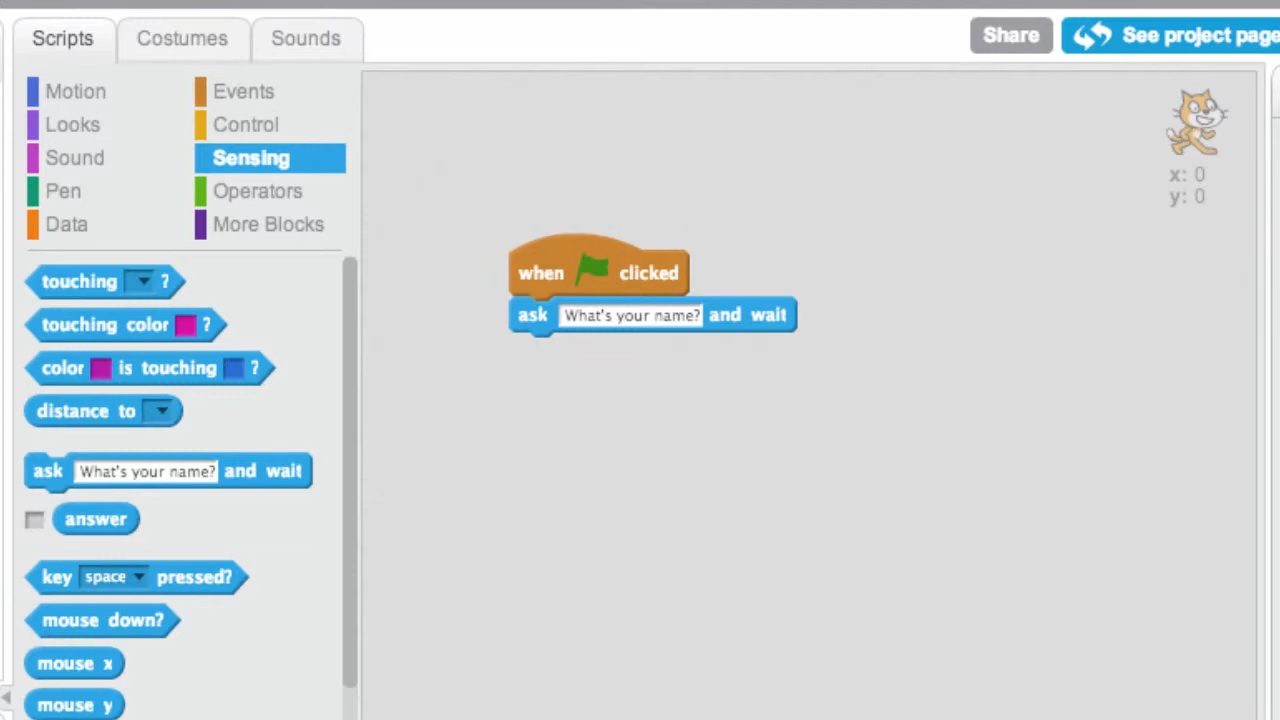 Scripts Costumes Sounds
Share See project page
Motion Events
Looks Control
Sound Sensing
Pen Operators
Data More Blocks
x: 0
y: 0
touching ?
touching color ?
color is touching ?
distance to
ask What's your name? and wait
answer
key space pressed?
mouse down?
mouse x
mouse y
when clicked
ask What's your name? and wait